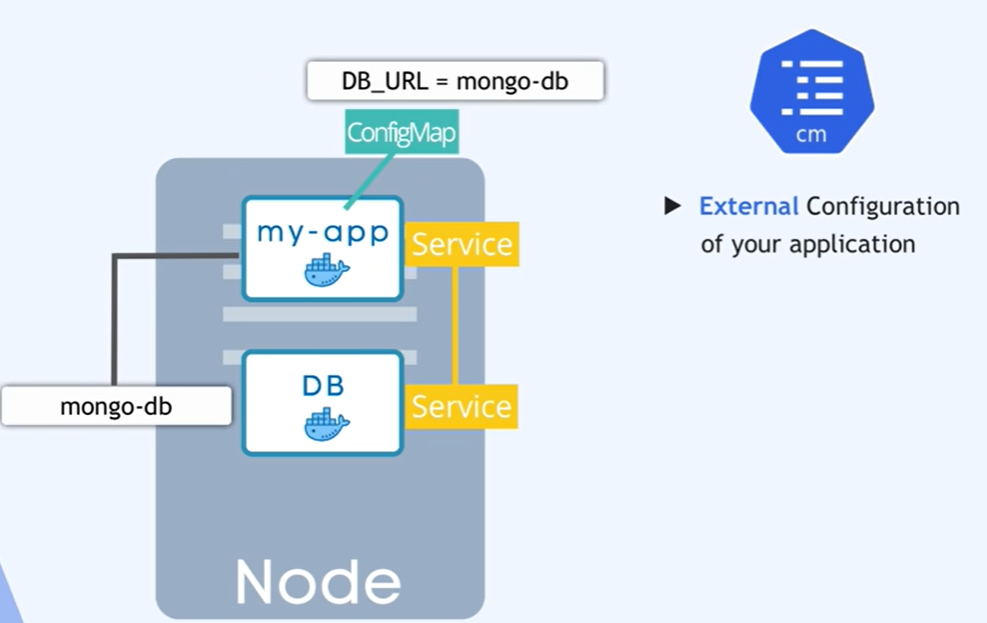 DB_URL = mongo-db
ConfigMap
cm
my-app
Service
External Configuration
of your application
DB
Service
mongo-db
Node